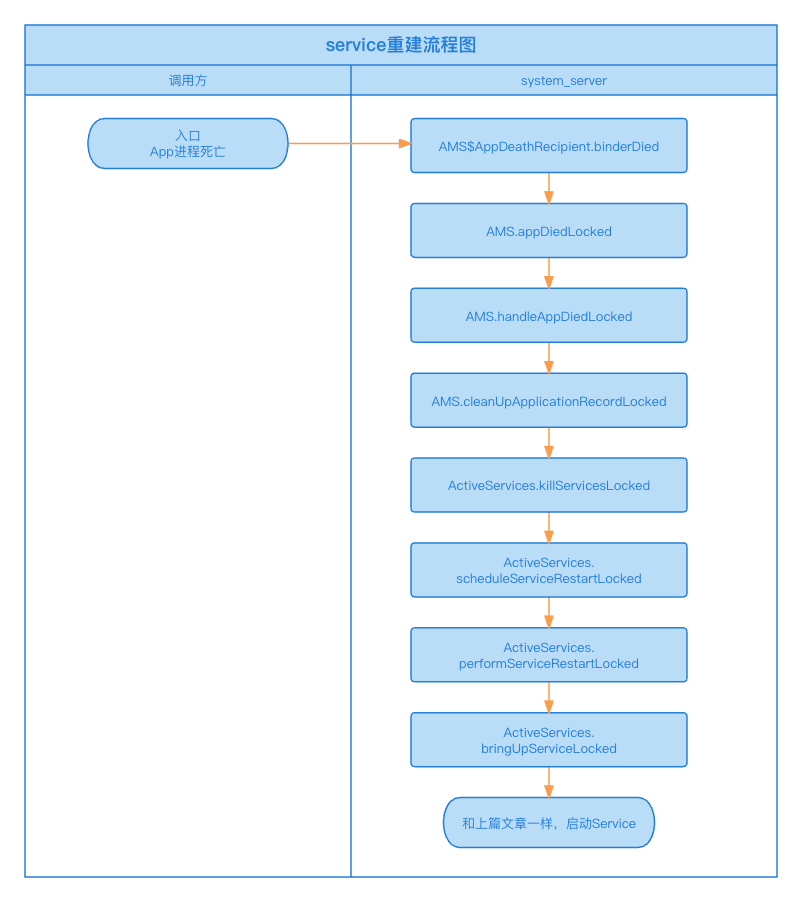 service重建流程图
调用方
system_server
入口
App进程死亡
AMS$AppDeathRecipient.binderDied
AMS.appDiedLocked
AMS.handleAppDiedLocked
AMS.cleanUpApplicationRecordLocked
ActiveServices.killServicesLocked
ActiveServices.
scheduleServiceRestartLocked
ActiveServices.
performServiceRestartLocked
ActiveServices.
bringUpServiceLocked
和上篇文章一样，启动Service